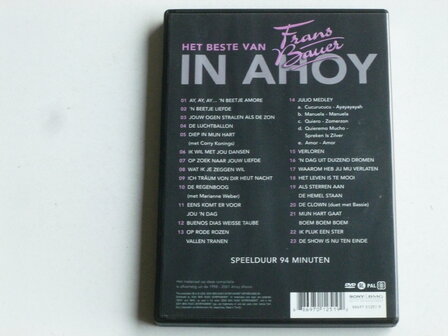 HET BESTE VAN Frans Bauer
IN AHOY
01 AY, AY, AY... 'N BEETJE AMORE
02 'N BEETJE LIEFDE
03 JOUW OGEN STRALEN ALS DE ZON
04 DE LUCHTBALLON
05 DIEP IN MIJN HART
(met Corry Konings)
06 IK WIL MET JOU DANSEN
07 OP ZOEK NAAR JOUW LIEFDE
08 WAT IK JE ZEGGEN WIL
09 ICH TRÄUM VON DIR HEUT NACHT
10 DE REGENBOOG
(met Marianne Weber)
11 EENS KOMT ER VOOR
JOU 'N DAG
12 BUENOS DIAS WEISSE TAUBE
13 OP RODE ROZEN
VALLEN TRANEN
14 JULIO MEDLEY
a. Cucurucucu - Ayayayayah
b. Manuela - Manuela
c. Quiero - Zomerzon
d. Quiereme Mucho -
Spreken Is Zilver
e. Amor - Amor
15 VERLOREN
16 'N DAG UIT DUIZEND DROMEN
17 WAAROM HEB JIJ MIJ VERLATEN
18 HET LEVEN IS TE MOOI
19 ALS STERREN AAN
DE HEMEL STAAN
20 DE CLOWN (duet met Bassie)
21 MIJN HART GAAT
BOEM BOEM BOEM
22 IK PLUK EEN STER
23 DE SHOW IS NU TEN EINDE
SPEELDUUR 94 MINUTEN
DVD
PAL
SONY BMG